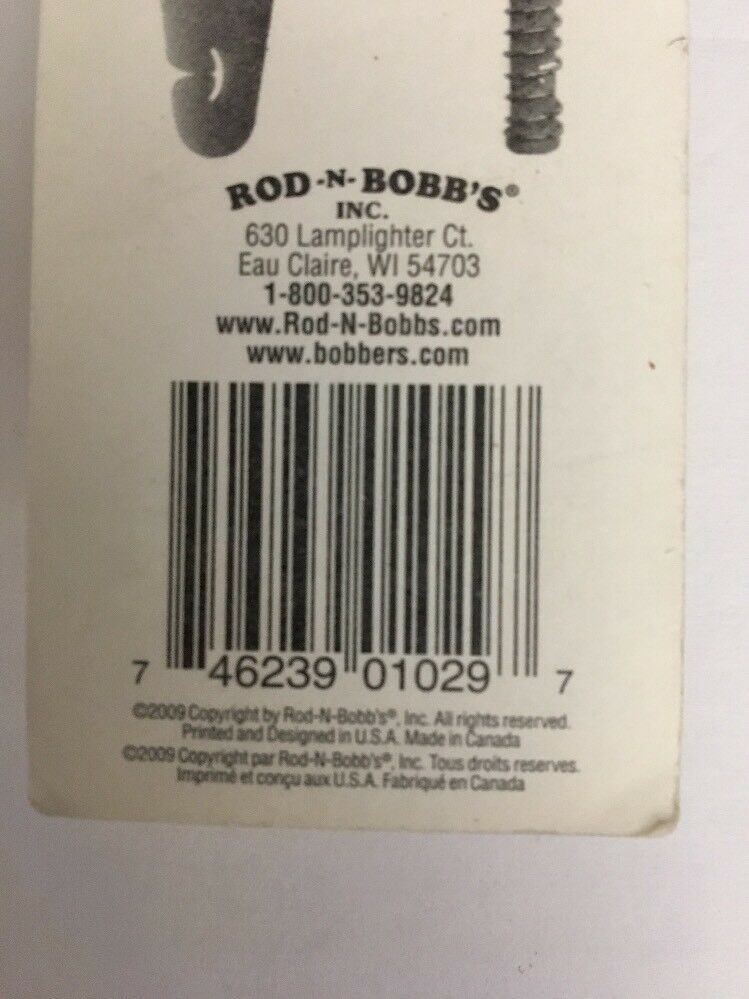 ROD-N-BOBB'S®
INC.
630 Lamplighter Ct.
Eau Claire, WI 54703
1-800-353-9824
www.Rod-N-Bobbs.com
www.bobbers.com
7 46239 01029 7
©2009 Copyright by Rod-N-Bobb's®, Inc. All rights reserved.
Printed and Designed in U.S.A. Made in Canada
©2009 Copyright par Rod-N-Bobb's®, Inc. Tous droits reserves.
Imprimé et conçu aux U.S.A. Fabriqué en Canada